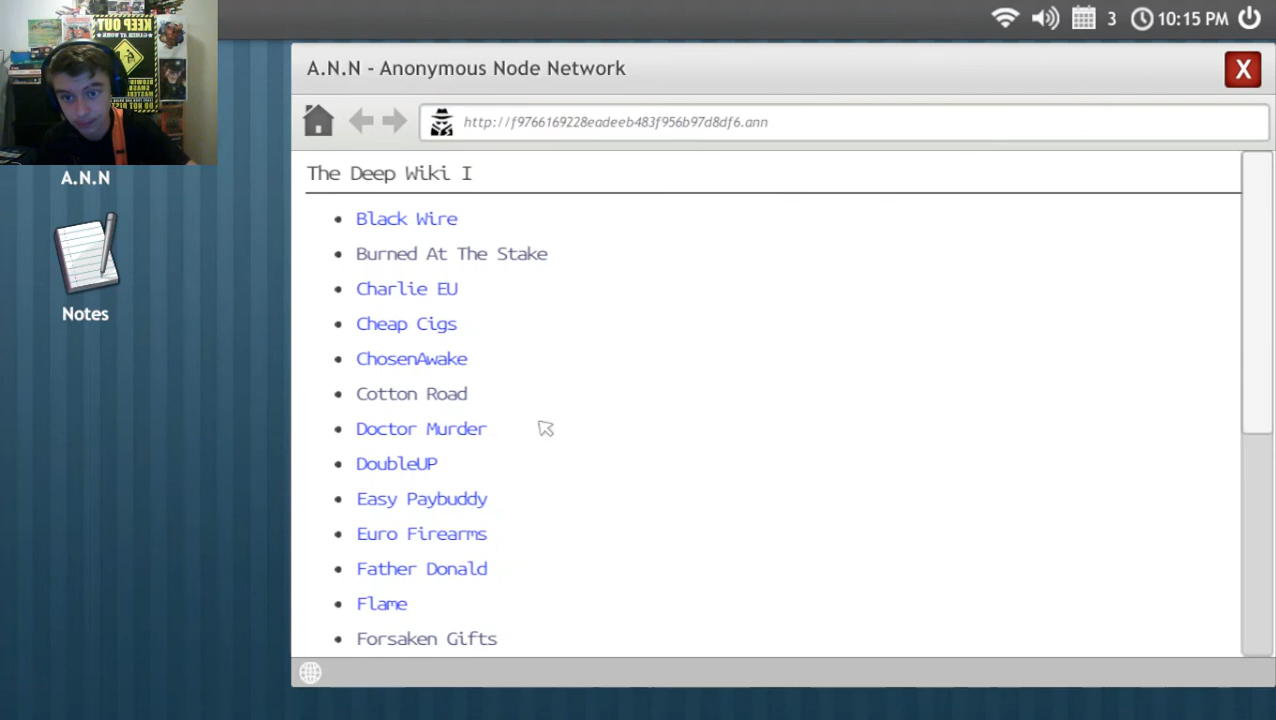 KEEP OUT
3
10:15 PM
A.N.N - Anonymous Node Network
X
http://f9766169228eadeeb483f956b97d8df6.ann
A.N.N
Notes
The Deep Wiki I
Black Wire
Burned At The Stake
Charlie EU
Cheap Cigs
ChosenAwake
Cotton Road
Doctor Murder
DoubleUP
Easy Paybuddy
Euro Firearms
Father Donald
Flame
Forsaken Gifts